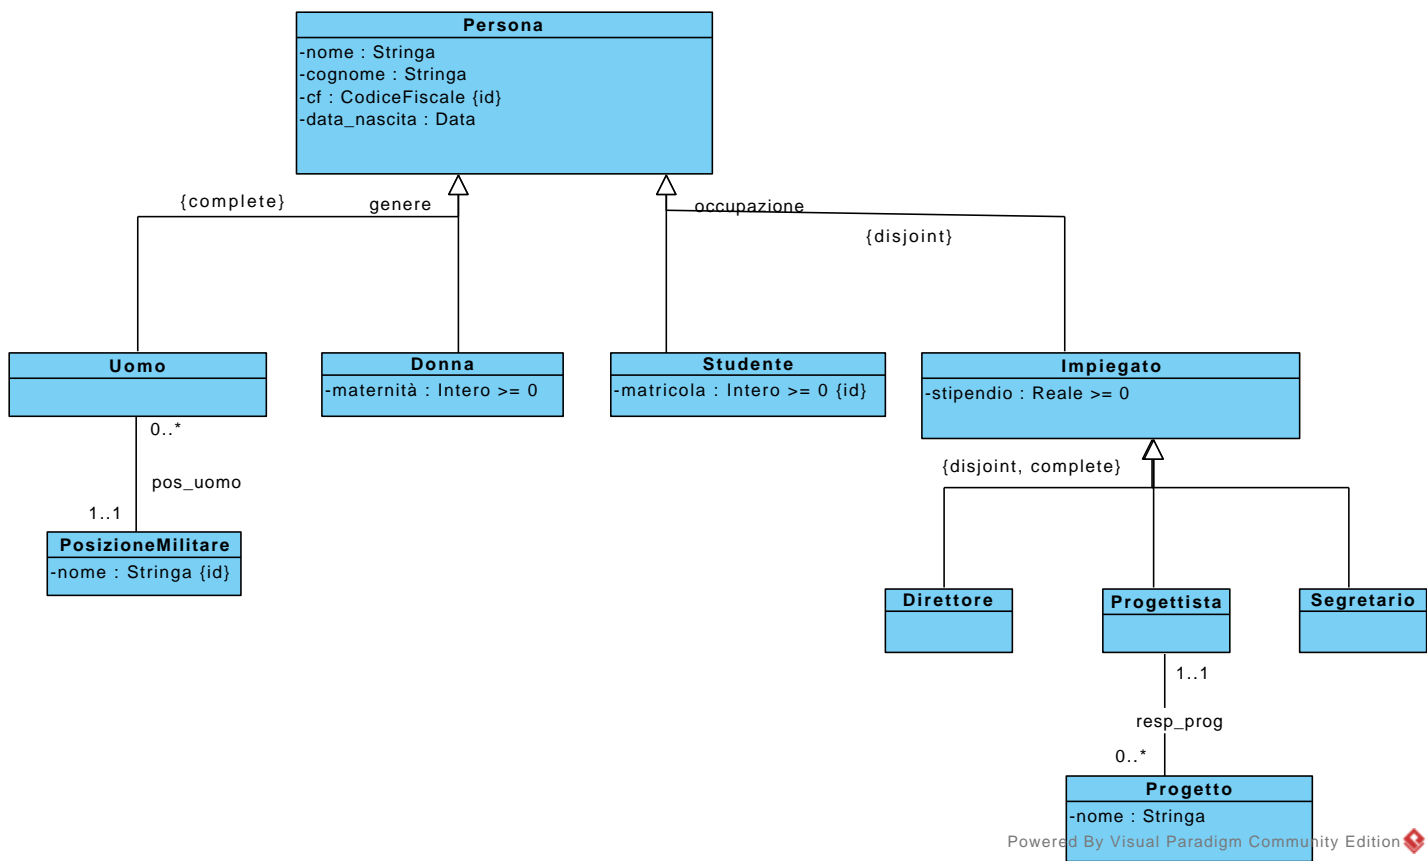 Persona
-nome : Stringa
-cognome : Stringa
-cf : CodiceFiscale {id}
-data_nascita : Data
{complete}
genere
occupazione
{disjoint}
Uomo
Donna
-maternità : Intero >= 0
Studente
-matricola : Intero >= 0 {id}
Impiegato
-stipendio : Reale >= 0
0..*
pos_uomo
1..1
PosizioneMilitare
-nome : Stringa {id}
{disjoint, complete}
Direttore
Progettista
Segretario
1..1
resp_prog
0..*
Progetto
-nome : Stringa
Powered By Visual Paradigm Community Edition